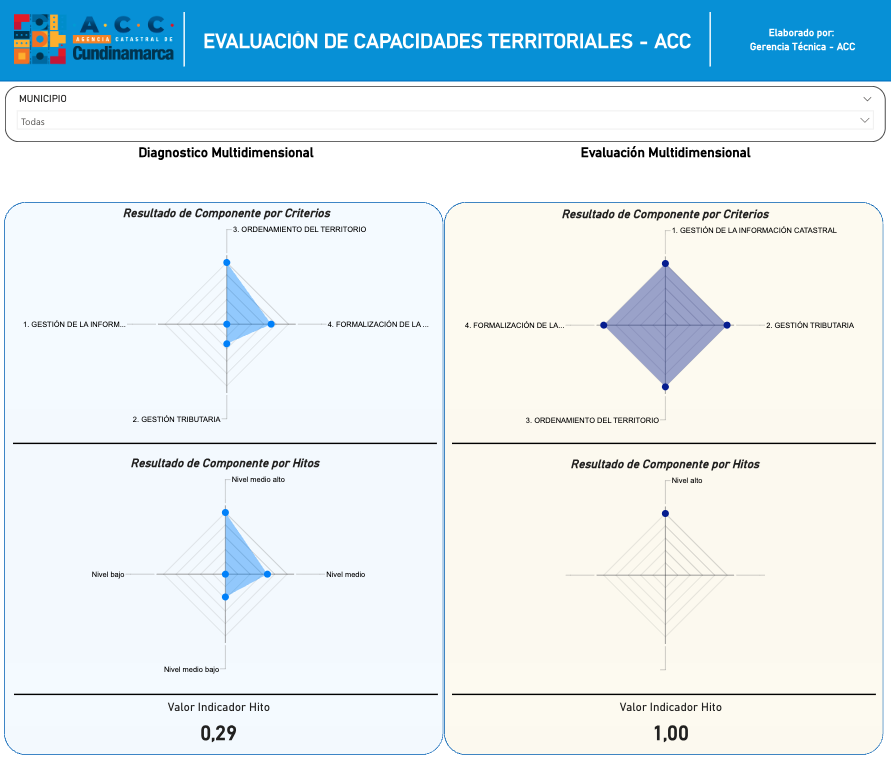 A·C·C·
AGENCIA CATASTRAL DE
Cundinamarca
EVALUACIÓN DE CAPACIDADES TERRITORIALES - ACC
Elaborado por:
Gerencia Técnica - ACC
MUNICIPIO
Todas
Diagnostico Multidimensional
Evaluación Multidimensional
Resultado de Componente por Criterios
3. ORDENAMIENTO DEL TERRITORIO
1. GESTIÓN DE LA INFORM...
4. FORMALIZACIÓN DE LA ...
2. GESTIÓN TRIBUTARIA
Resultado de Componente por Hitos
Nivel medio alto
Nivel bajo
Nivel medio
Nivel medio bajo
Valor Indicador Hito
0,29
Resultado de Componente por Criterios
1. GESTIÓN DE LA INFORMACIÓN CATASTRAL
4. FORMALIZACIÓN DE LA...
2. GESTIÓN TRIBUTARIA
3. ORDENAMIENTO DEL TERRITORIO
Resultado de Componente por Hitos
Nivel alto
Valor Indicador Hito
1,00